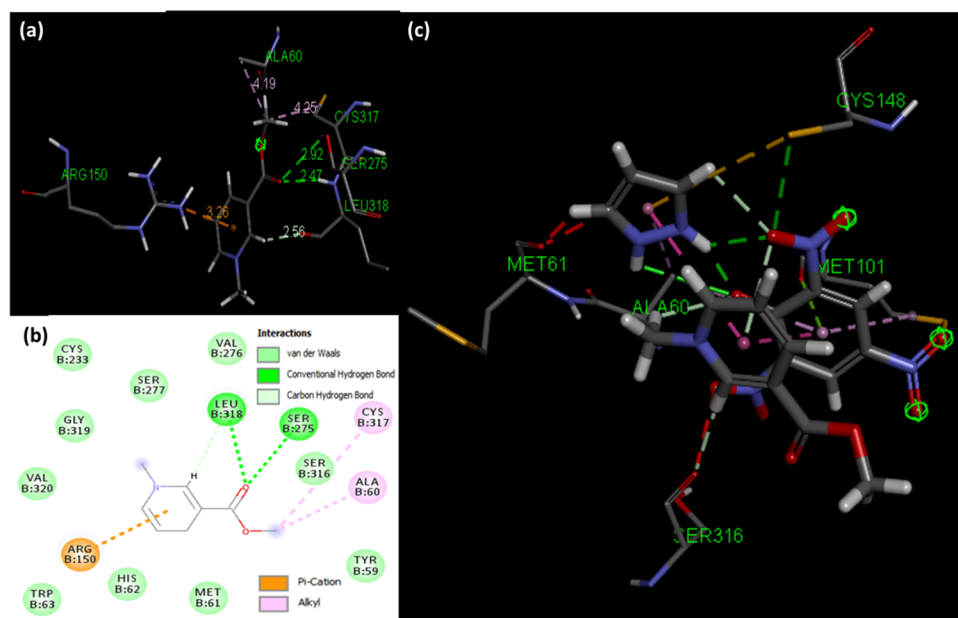 (a)
ALA60
4.19
4.25
CYS317
2.92
SER275
ARG150
2.47
3.26
LEU318
2.56
(b)
Interactions
van der Waals
Conventional Hydrogen Bond
Carbon Hydrogen Bond
CYS
B:233
VAL
B:276
SER
B:277
LEU
B:318
CYS
B:317
GLY
B:319
SER
B:275
SER
B:316
VAL
B:320
ALA
B:60
H
N
O
O
ARG
B:150
TYR
B:59
TRP
B:63
HIS
B:62
MET
B:61
Pi-Cation
Alkyl
(c)
CYS148
MET61
MET101
ALA60
SER316